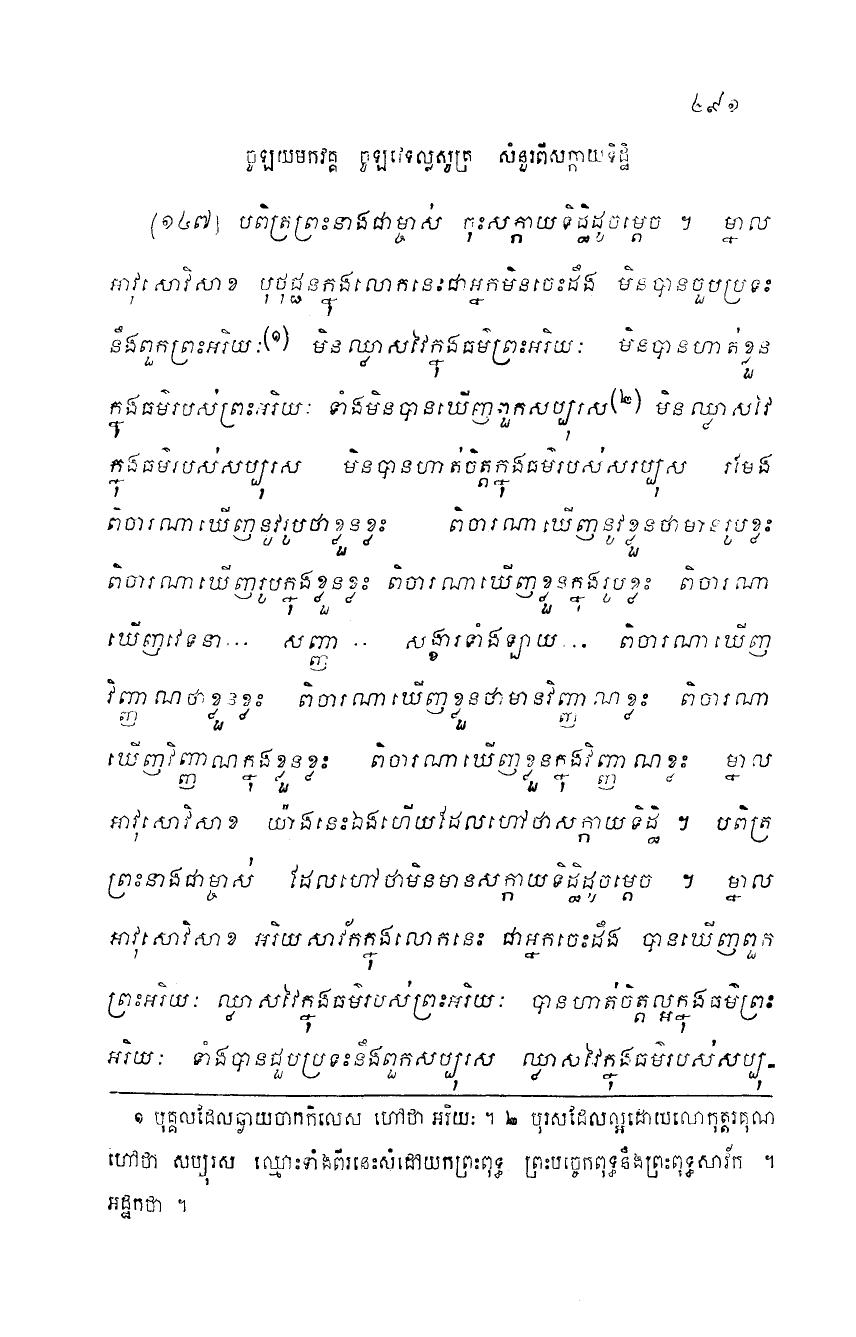 ៤៩១
ចូឡយមកវគ្គ ចូឡវេទល្លសូត្រ សំនួរពីសក្កាយទិដ្ឋិ
(១៤៧) បពិត្រព្រះនាងជាម្ចាស់ ចុះសក្កាយទិដ្ឋិដូចម្តេច ។ ម្នាល
អាវុសោវិសាខ បុថុជ្ជនក្នុងលោកនេះជាអ្នកមិនចេះដឹង មិនបានចួបប្រទះ
នឹងពួកព្រះអរិយៈ(១) មិនឈ្លាសវៃក្នុងធម៌ព្រះអរិយៈ មិនបានហាត់ខ្លួន
ក្នុងធម៌របស់ព្រះអរិយៈ ទាំងមិនបានឃើញពួកសប្បុរស(២) មិនឈ្លាសវៃ
ក្នុងធម៌របស់សប្បុរស មិនបានហាត់ចិត្តក្នុងធម៌របស់សរប្បុស រមែង
ពិចារណាឃើញនូវរូបថាខ្លួនខ្លះ ពិចារណាឃើញនូវខ្លួនថាមានរូបខ្លះ
ពិចារណាឃើញរូបក្នុងខ្លួនខ្លះ ពិចារណាឃើញខ្លួនក្នុងរូបខ្លះ ពិចារណា
ឃើញវេទនា... សញ្ញា .. សង្ខារទាំងឡាយ... ពិចារណាឃើញ
វិញ្ញាណថាខ្លួនខ្លះ ពិចារណាឃើញខ្លួនថាមានវិញ្ញាណខ្លះ ពិចារណា
ឃើញវិញ្ញាណក្នុងខ្លួនខ្លះ ពិចារណាឃើញខ្លួនក្នុងវិញ្ញាណខ្លះ ម្នាល
អាវុសោវិសាខ យ៉ាងនេះឯងហើយដែលហៅថាសក្កាយទិដ្ឋិ ។ បពិត្រ
ព្រះនាងជាម្ចាស់ ដែលហៅថាមិនមានសក្កាយទិដ្ឋិដូចម្តេច ។ ម្នាល
អាវុសោវិសាខ អរិយសាវ័កក្នុងលោកនេះ ជាអ្នកចេះដឹង បានឃើញពួក
ព្រះអរិយៈ ឈ្លាសវៃក្នុងធម៌របស់ព្រះអរិយៈ បានហាត់ចិត្តល្អក្នុងធម៌ព្រះ
អរិយៈ ទាំងបានជួបប្រទះនឹងពួកសប្បុរស ឈ្លាសវៃក្នុងធម៌របស់សប្បុ-
១ បុគ្គលដែលឆ្ងាយចាកកិលេស ហៅថា អរិយៈ ។ ២ បុរសដែលល្អដោយលោកុត្តរគុណ
ហៅថា សប្បុរស ឈ្មោះទាំងពីរនេះសំដៅយកព្រះពុទ្ធ ព្រះបច្ចេកពុទ្ធនឹងព្រះពុទ្ធសាវ័ក ។
អដ្ឋកថា ។